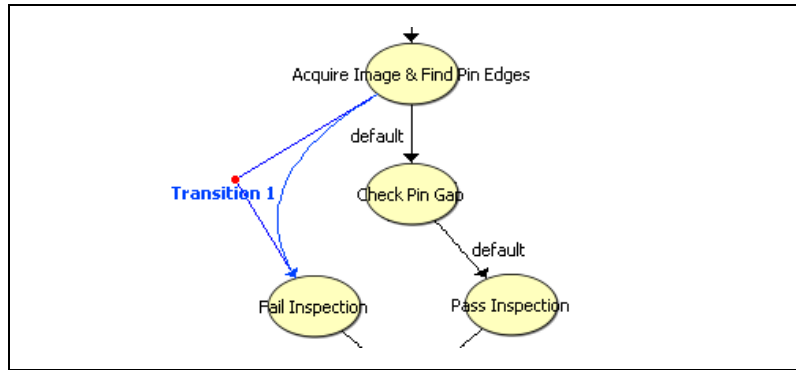 Acquire Image & Find Pin Edges
default
Transition 1
Check Pin Gap
default
Fail Inspection
Pass Inspection